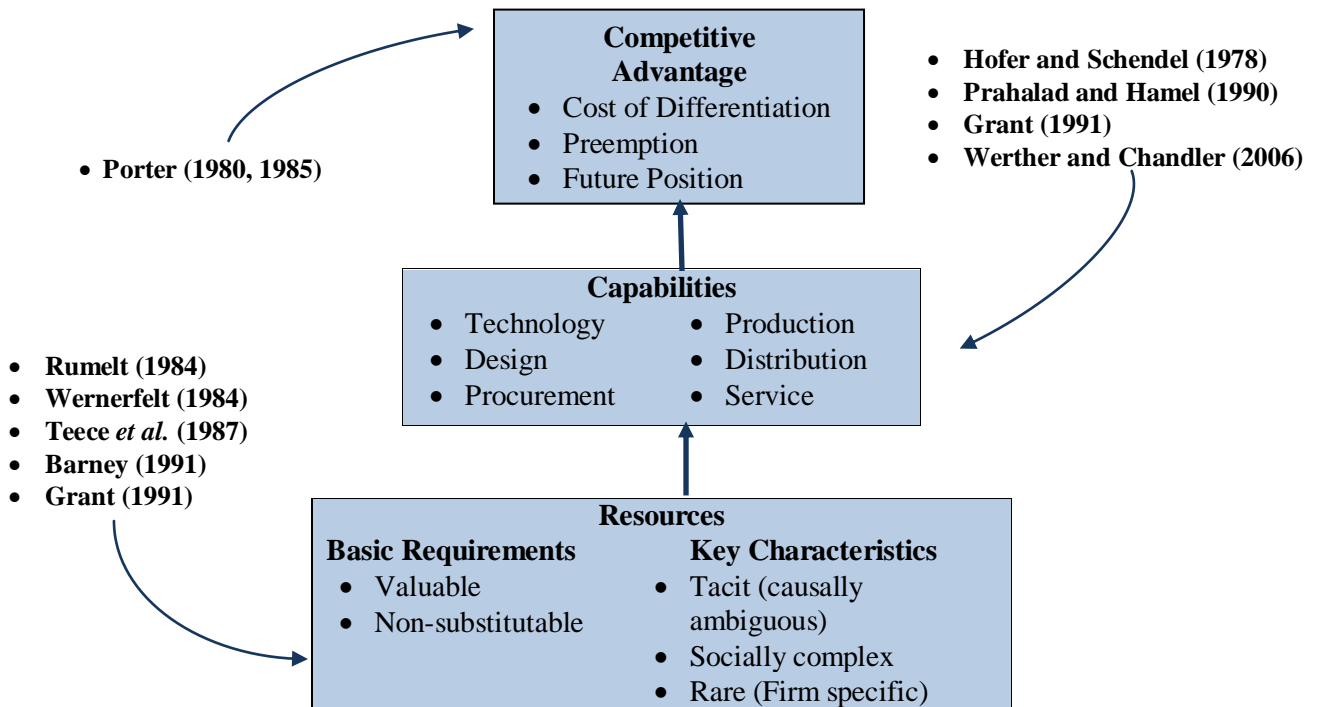 Competitive
Advantage
• Cost of Differentiation
• Preemption
• Future Position
• Hofer and Schendel (1978)
• Prahalad and Hamel (1990)
• Grant (1991)
• Werther and Chandler (2006)
• Porter (1980, 1985)
Capabilities
• Technology
• Design
• Procurement
• Production
• Distribution
• Service
• Rumelt (1984)
• Wernerfelt (1984)
• Teece et al. (1987)
• Barney (1991)
• Grant (1991)
Resources
Basic Requirements
• Valuable
• Non-substitutable
Key Characteristics
• Tacit (causally
ambiguous)
• Socially complex
• Rare (Firm specific)